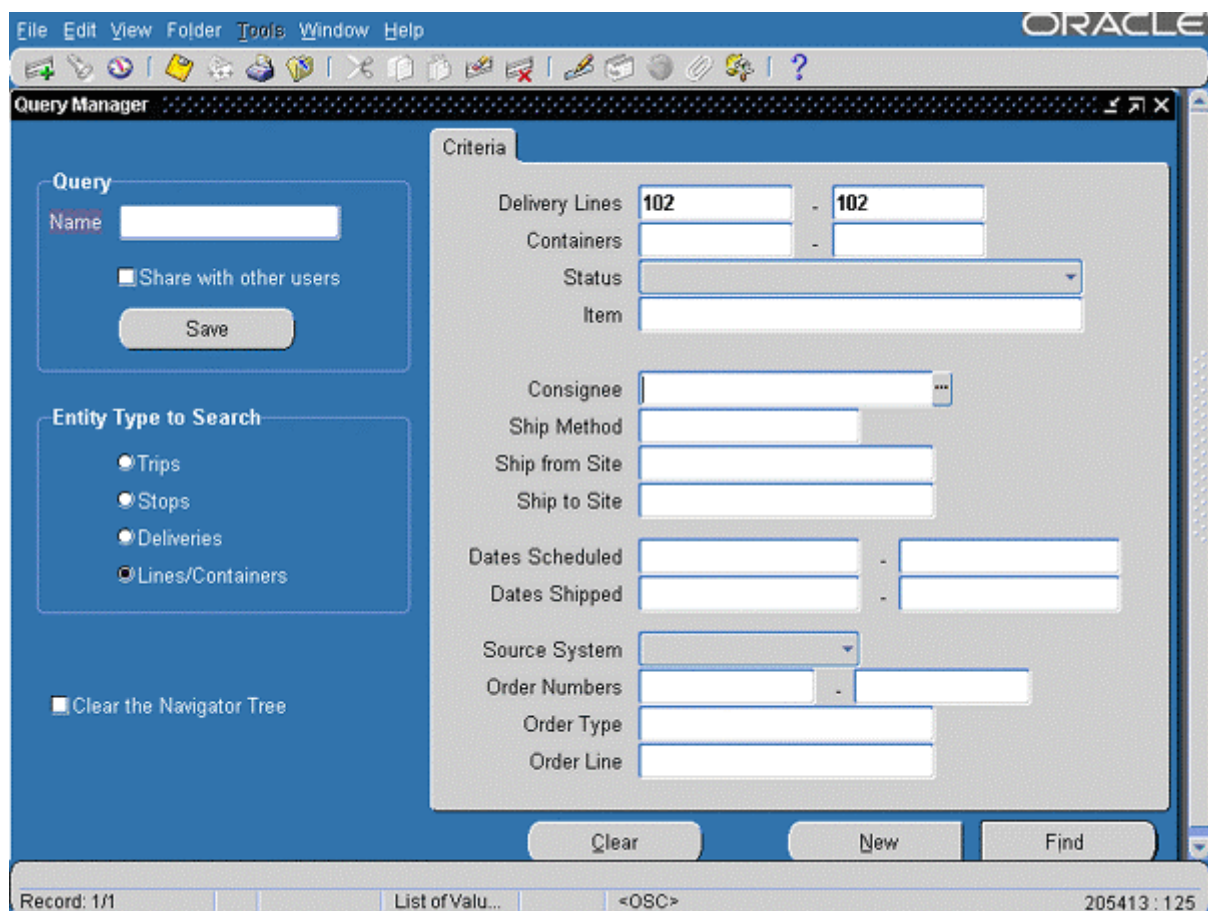 File Edit View Folder Tools Window Help
ORACLE
Query Manager
Criteria
Query
Name
Share with other users
Save
Entity Type to Search
Trips
Stops
Deliveries
Lines/Containers
Clear the Navigator Tree
Delivery Lines 102 - 102
Containers -
Status
Item
Consignee ...
Ship Method
Ship from Site
Ship to Site
Dates Scheduled -
Dates Shipped -
Source System
Order Numbers -
Order Type
Order Line
Clear New Find
Record: 1/1 List of Valu... <OSC> 205413 : 125